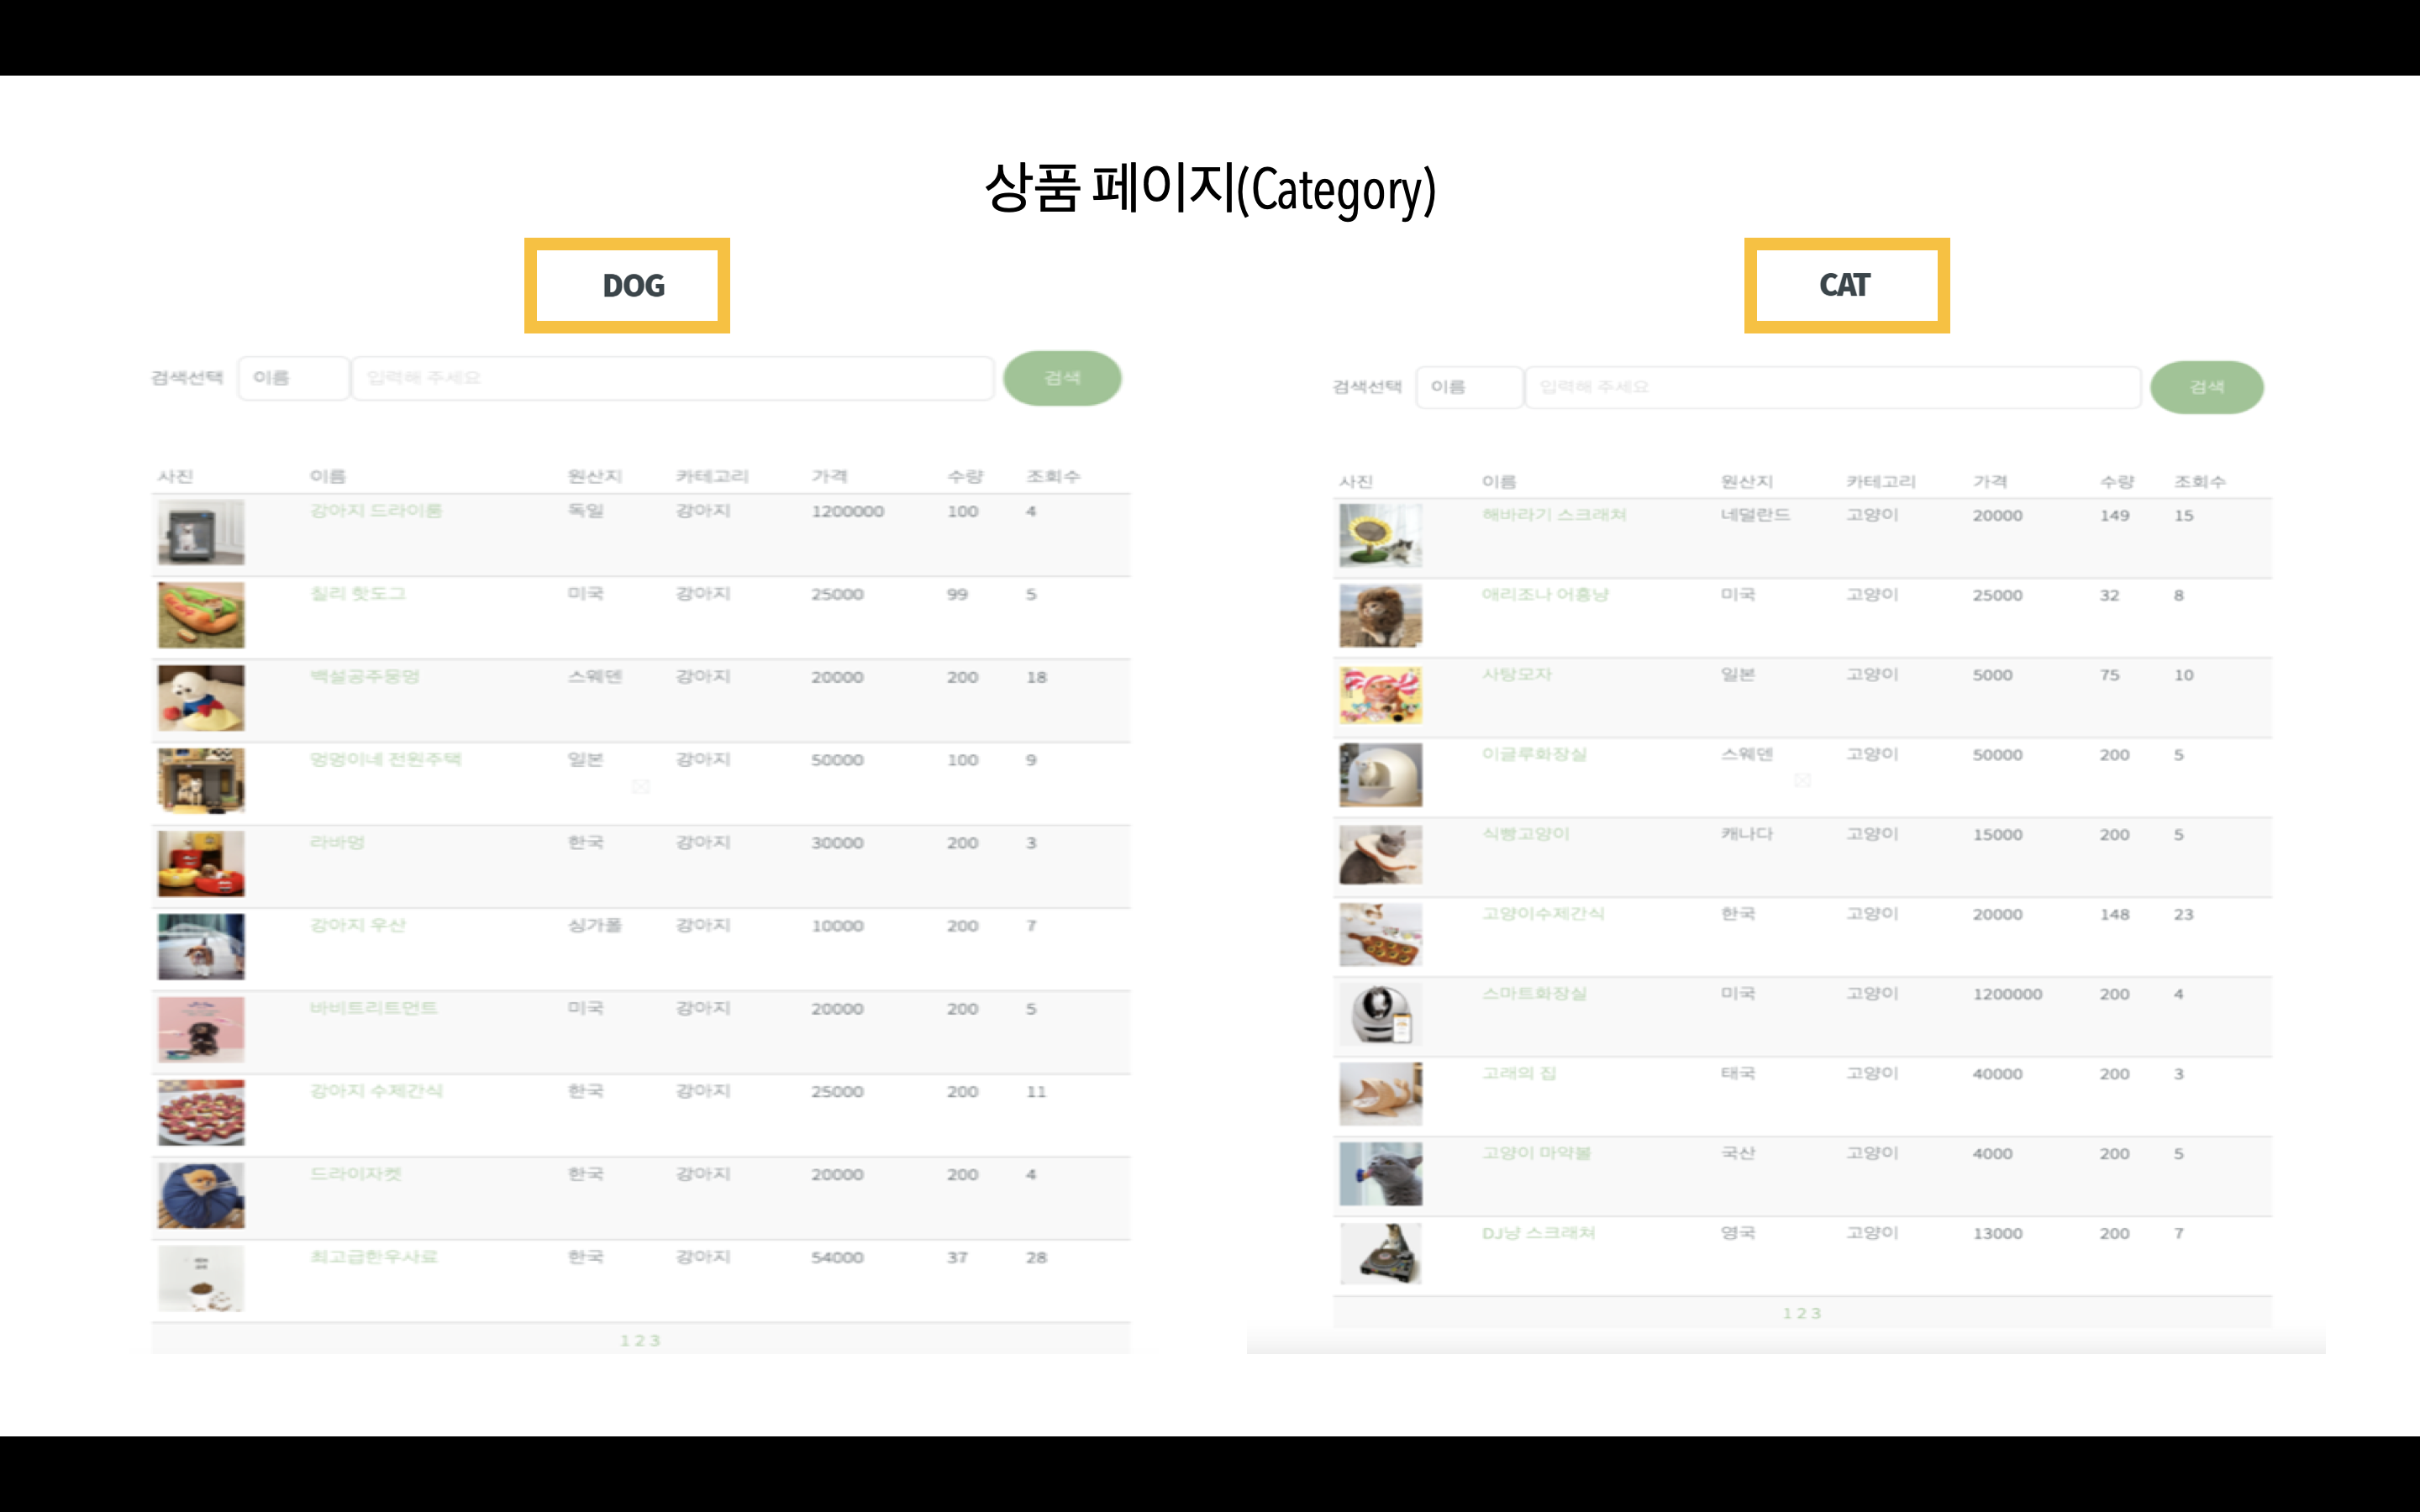 상품 페이지(Category)
DOG
검색선택 이름 입력해 주세요 검색
사진 이름 원산지 카테고리 가격 수량 조회수
강아지 드라이룸 독일 강아지 1200000 100 4
칠리 핫도그 미국 강아지 25000 99 5
백설공주뭉멍 스웨덴 강아지 20000 200 18
멍멍이네 전원주택 일본 강아지 50000 100 9
라바멍 한국 강아지 30000 200 3
강아지 우산 싱가폴 강아지 10000 200 7
바비트리트먼트 미국 강아지 20000 200 5
강아지 수제간식 한국 강아지 25000 200 11
드라이자켓 한국 강아지 20000 200 4
최고급한우사료 한국 강아지 54000 37 28
1 2 3
CAT
검색선택 이름 입력해 주세요 검색
사진 이름 원산지 카테고리 가격 수량 조회수
해바라기 스크래쳐 네덜란드 고양이 20000 149 15
애리조나 어흥냥 미국 고양이 25000 32 8
사탕모자 일본 고양이 5000 75 10
이글루화장실 스웨덴 고양이 50000 200 5
식빵고양이 캐나다 고양이 15000 200 5
고양이수제간식 한국 고양이 20000 148 23
스마트화장실 미국 고양이 1200000 200 4
고래의 집 태국 고양이 40000 200 3
고양이 마약볼 국산 고양이 4000 200 5
DJ냥 스크래쳐 영국 고양이 13000 200 7
1 2 3